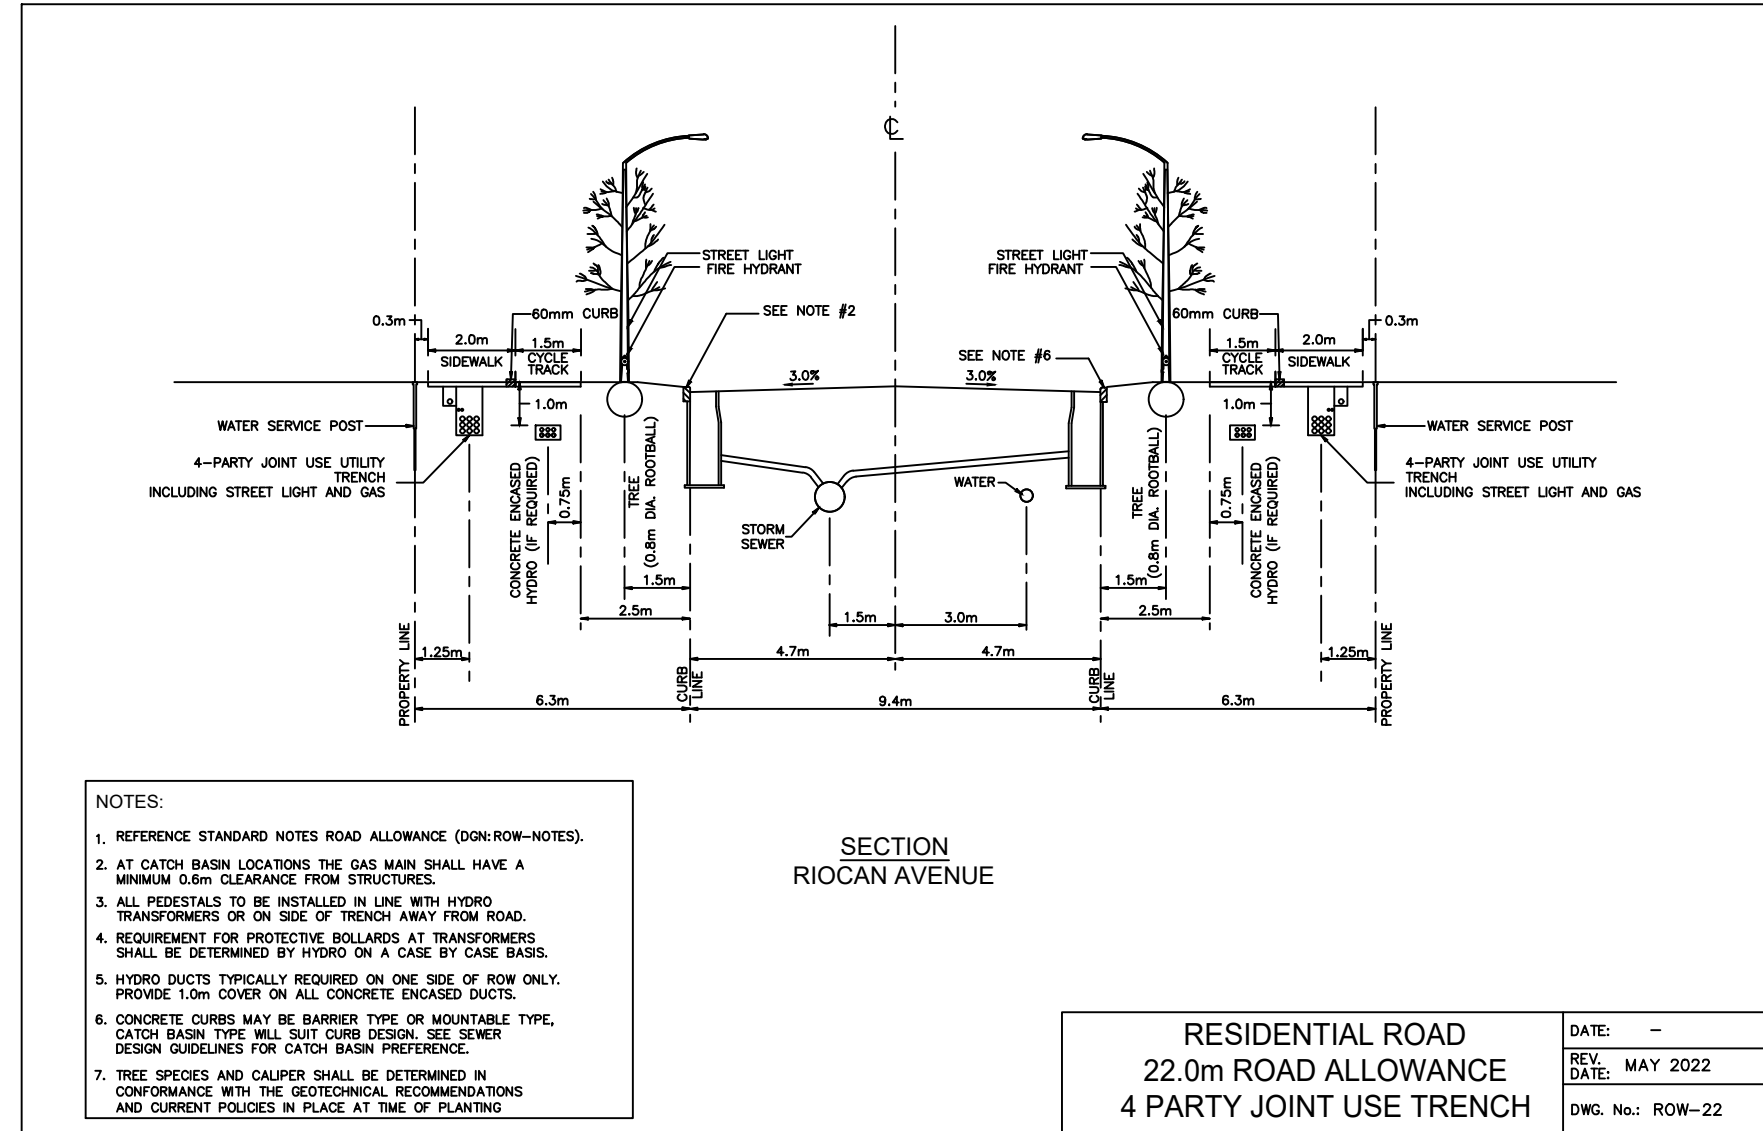 ℄
STREET LIGHT
FIRE HYDRANT
STREET LIGHT
FIRE HYDRANT
0.3m
60mm CURB
SEE NOTE #2
60mm CURB
0.3m
2.0m
1.5m
SIDEWALK
CYCLE
TRACK
SEE NOTE #6
1.5m
2.0m
CYCLE
TRACK
SIDEWALK
3.0%
3.0%
1.0m
1.0m
WATER SERVICE POST
WATER SERVICE POST
4-PARTY JOINT USE UTILITY
TRENCH
INCLUDING STREET LIGHT AND GAS
4-PARTY JOINT USE UTILITY
TRENCH
INCLUDING STREET LIGHT AND GAS
CONCRETE ENCASED
HYDRO (IF REQUIRED)
0.75m
TREE
(0.8m DIA. ROOTBALL)
STORM
SEWER
WATER
TREE
(0.8m DIA. ROOTBALL)
0.75m
CONCRETE ENCASED
HYDRO (IF REQUIRED)
1.5m
1.5m
2.5m
1.5m
3.0m
2.5m
PROPERTY LINE
1.25m
4.7m
4.7m
1.25m
PROPERTY LINE
CURB
LINE
CURB
LINE
6.3m
9.4m
6.3m
NOTES:
1. REFERENCE STANDARD NOTES ROAD ALLOWANCE (DGN:ROW-NOTES).
2. AT CATCH BASIN LOCATIONS THE GAS MAIN SHALL HAVE A
MINIMUM 0.6m CLEARANCE FROM STRUCTURES.
3. ALL PEDESTALS TO BE INSTALLED IN LINE WITH HYDRO
TRANSFORMERS OR ON SIDE OF TRENCH AWAY FROM ROAD.
4. REQUIREMENT FOR PROTECTIVE BOLLARDS AT TRANSFORMERS
SHALL BE DETERMINED BY HYDRO ON A CASE BY CASE BASIS.
5. HYDRO DUCTS TYPICALLY REQUIRED ON ONE SIDE OF ROW ONLY.
PROVIDE 1.0m COVER ON ALL CONCRETE ENCASED DUCTS.
6. CONCRETE CURBS MAY BE BARRIER TYPE OR MOUNTABLE TYPE,
CATCH BASIN TYPE WILL SUIT CURB DESIGN. SEE SEWER
DESIGN GUIDELINES FOR CATCH BASIN PREFERENCE.
7. TREE SPECIES AND CALIPER SHALL BE DETERMINED IN
CONFORMANCE WITH THE GEOTECHNICAL RECOMMENDATIONS
AND CURRENT POLICIES IN PLACE AT TIME OF PLANTING
SECTION
RIOCAN AVENUE
RESIDENTIAL ROAD
22.0m ROAD ALLOWANCE
4 PARTY JOINT USE TRENCH
DATE: -
REV.
DATE: MAY 2022
DWG. No.: ROW-22